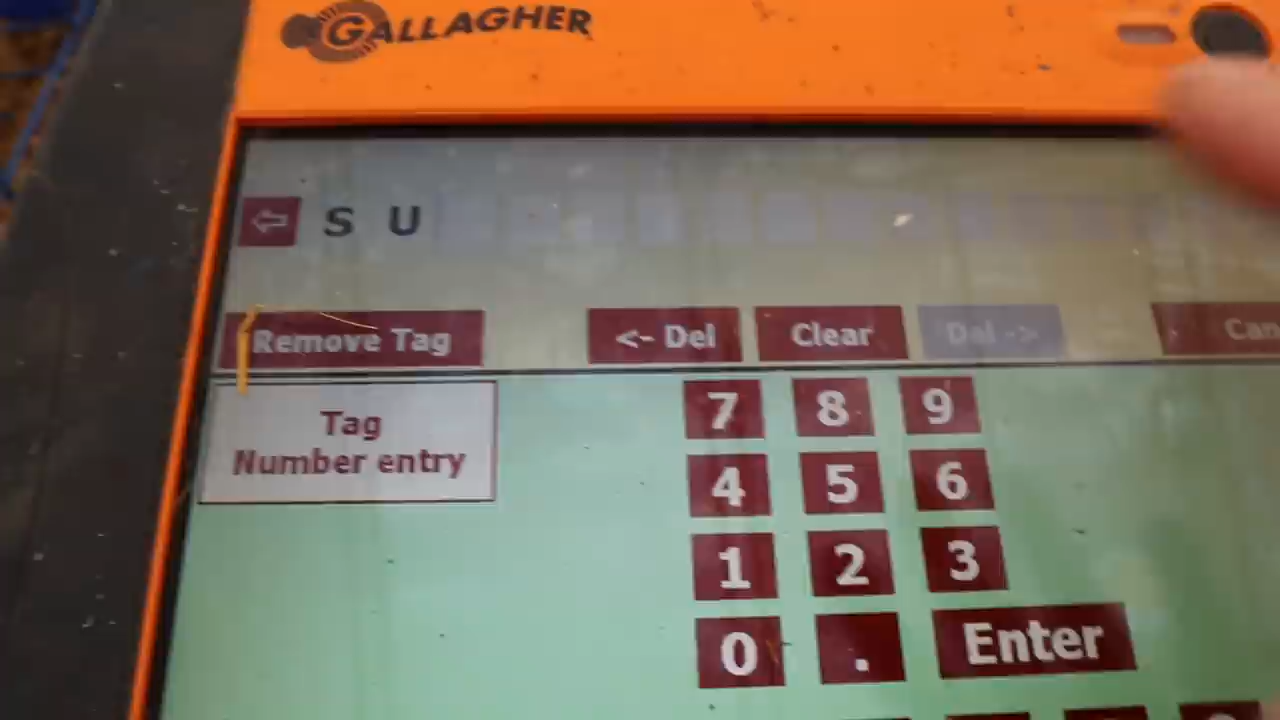 GALLAGHER
S U
Remove Tag <- Del Clear Del -> Can
Tag
Number entry
7 8 9
4 5 6
1 2 3
0 . Enter